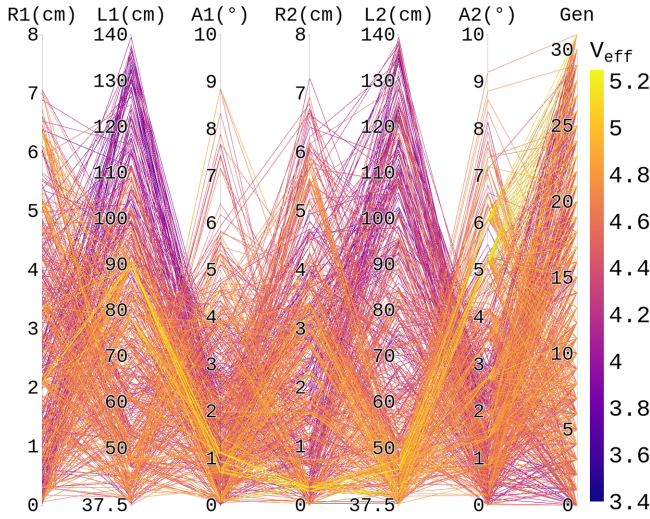 R1(cm) L1(cm) A1(°) R2(cm) L2(cm) A2(°) Gen
8 140 10 8 140 10
30
V_eff
130 9 130 9 5.2
7 7
120 8 120 8 25 5
6 110 7 6 110 7 4.8
5 100 6 5 100 6 20 4.6
4 90 5 4 90 5 15 4.4
3 80 4 3 80 4 4.2
70 3 70 3 10 4
2 60 2 2 60 2 3.8
1 50 1 1 50 1 5 3.6
0 37.5 0 0 37.5 0 0 3.4